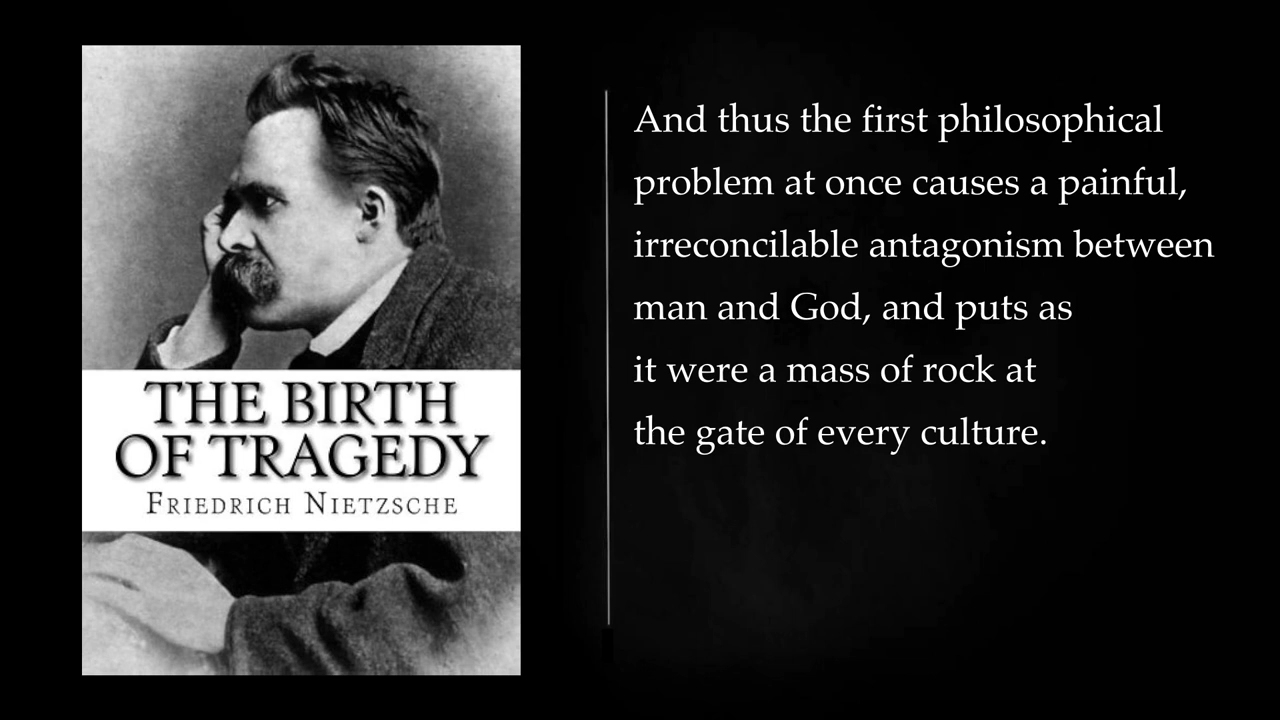 THE BIRTH
OF TRAGEDY
FRIEDRICH NIETZSCHE
And thus the first philosophical
problem at once causes a painful,
irreconcilable antagonism between
man and God, and puts as
it were a mass of rock at
the gate of every culture.